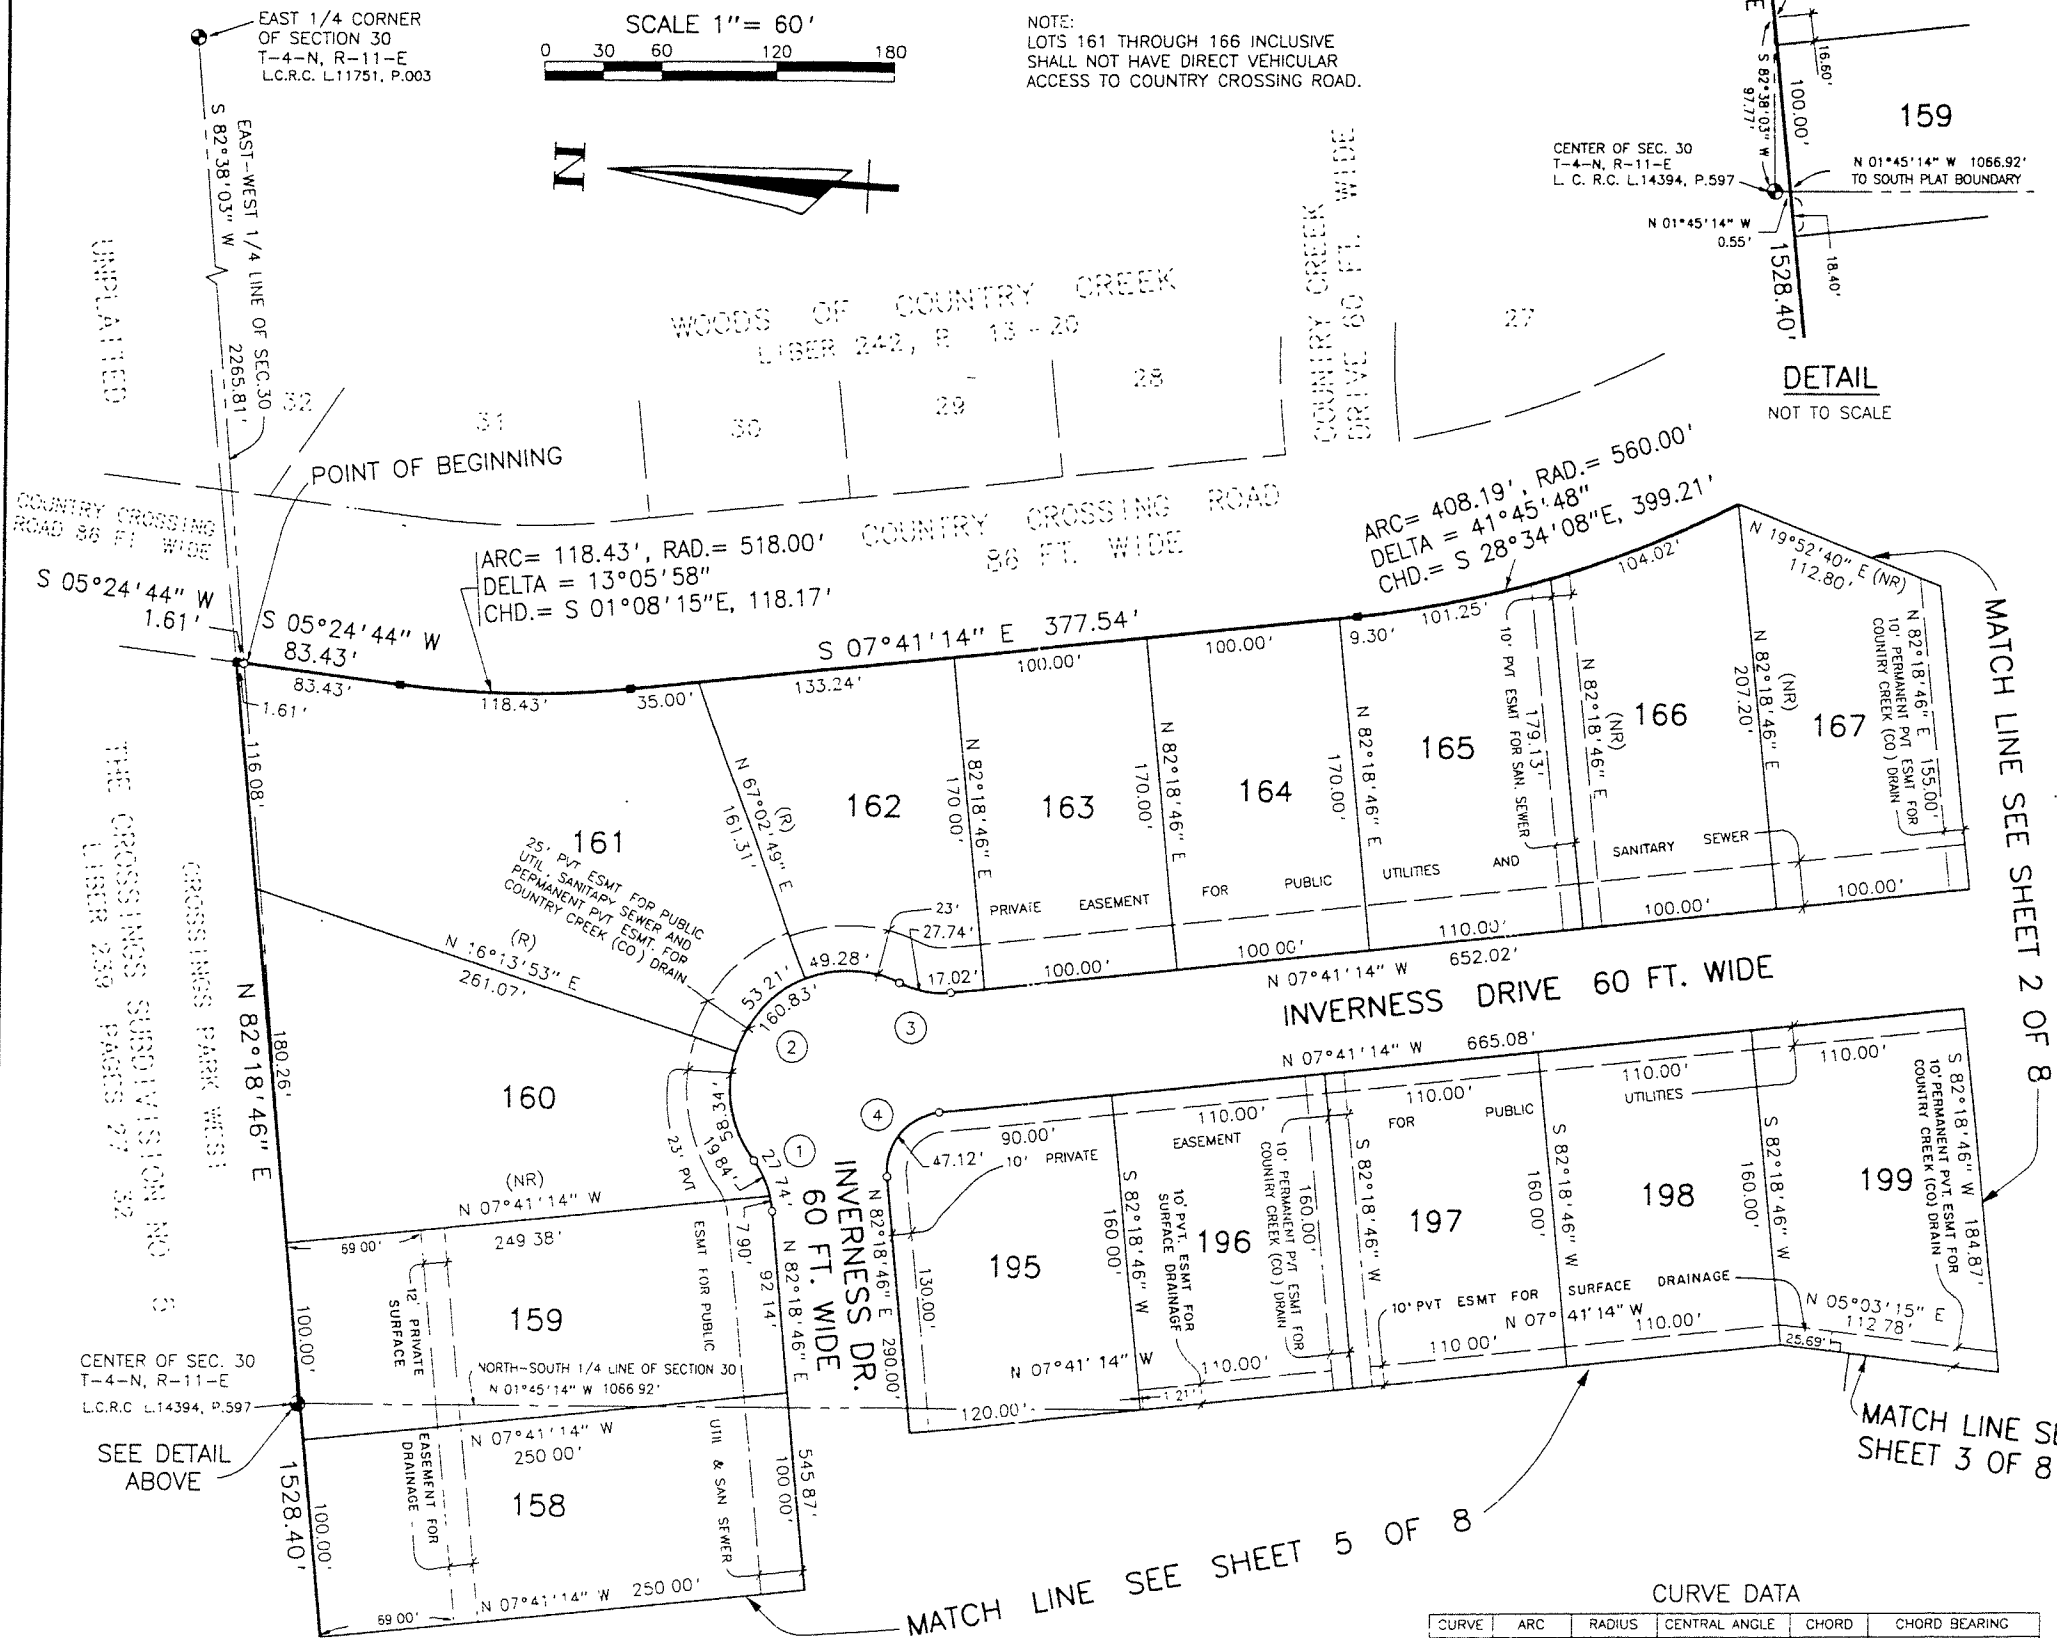 EAST 1/4 CORNER
OF SECTION 30
T-4-N, R-11-E
L.C.R.C. L.11751, P.003
SCALE 1"= 60'
0 30 60 120 180
NOTE:
LOTS 161 THROUGH 166 INCLUSIVE
SHALL NOT HAVE DIRECT VEHICULAR
ACCESS TO COUNTRY CROSSING ROAD.
N
16.60'
100.00'
S 82°38'03" W
97.77'
159
CENTER OF SEC. 30
T-4-N, R-11-E
L. C. R.C. L.14394, P.597
N 01°45'14" W 1066.92'
TO SOUTH PLAT BOUNDARY
N 01°45'14" W
0.55'
18.40'
1528.40'
DETAIL
NOT TO SCALE
EAST-WEST 1/4 LINE OF SEC.30
S 82°38'03" W
2265.81'
UNPLATTED
WOODS OF COUNTRY CREEK
LIBER 242, P. 13 - 20
COUNTRY CREEK
DRIVE 60 FT. WIDE
27
28
29
30
31
32
POINT OF BEGINNING
COUNTRY CROSSING
ROAD 86 FT WIDE
COUNTRY CROSSING ROAD
86 FT. WIDE
S 05°24'44" W
1.61'
S 05°24'44" W
83.43'
83.43'
1.61'
ARC= 118.43', RAD.= 518.00'
DELTA = 13°05'58"
CHD.= S 01°08'15"E, 118.17'
118.43'
35.00'
S 07°41'14" E 377.54'
133.24'
100.00'
100.00'
9.30'
ARC= 408.19', RAD.= 560.00'
DELTA = 41°45'48"
CHD.= S 28°34'08"E, 399.21'
101.25'
104.02'
N 19°52'40" E (NR)
112.80'
MATCH LINE SEE SHEET 2 OF 8
116.08'
161
25' PVT ESMT FOR PUBLIC
UTIL, SANITARY SEWER AND
PERMANENT PVT ESMT. FOR
COUNTRY CREEK (CO) DRAIN
(R)
N 67°02'49" E
161.31'
162
N 82°18'46" E
170.00'
163
N 82°18'46" E
170.00'
164
N 82°18'46" E
170.00'
165
10' PVT ESMT FOR SAN. SEWER
179.13'
(NR)
N 82°18'46" E
166
(NR)
N 82°18'46" E
207.20'
167
N 82°18'46" E 155.00'
10' PERMANENT PVT ESMT FOR
COUNTRY CREEK (CO) DRAIN
23' PRIVATE EASEMENT FOR PUBLIC UTILITIES AND SANITARY SEWER
27.74'
17.02'
100.00'
100.00'
110.00'
100.00'
100.00'
N 07°41'14" W 652.02'
INVERNESS DRIVE 60 FT. WIDE
(R)
N 16°13'53" E
261.07'
53.21'
160.83'
49.28'
2
3
THE CROSSINGS SUBDIVISION NO 6
LIBER 239 PAGES 27 - 32
CROSSINGS PARK WEST
N 82°18'46" E
180.26'
160
58.34'
19.84'
27.74'
1
23' PVT
(NR)
N 07°41'14" W
249.38'
69.00'
4
47.12'
N 07°41'14" W 665.08'
90.00'
110.00'
110.00'
110.00'
110.00'
10' PRIVATE EASEMENT FOR PUBLIC UTILITIES
INVERNESS DR.
60 FT. WIDE
7.90'
92.14'
N 82°18'46" E
ESMT FOR PUBLIC
UTIL & SAN SEWER
N 82°18'46" E 290.00'
130.00'
195
S 82°18'46" W
160.00'
10' PVT. ESMT FOR
SURFACE DRAINAGE
196
10' PERMANENT PVT ESMT FOR
COUNTRY CREEK (CO) DRAIN
160.00'
S 82°18'46" W
197
S 82°18'46" W
160.00'
198
S 82°18'46" W
160.00'
199
S 82°18'46" W 184.87'
10' PERMANENT PVT. ESMT FOR
COUNTRY CREEK (CO) DRAIN
100.00'
12' PRIVATE
SURFACE
159
NORTH-SOUTH 1/4 LINE OF SECTION 30
N 01°45'14" W 1066.92'
CENTER OF SEC. 30
T-4-N, R-11-E
L.C.R.C L.14394, P.597
SEE DETAIL
ABOVE
N 07°41'14" W
250.00'
EASEMENT FOR
DRAINAGE
158
1528.40'
100.00'
69.00'
N 07°41'14" W 250.00'
545.87'
100.00'
120.00'
1.21'
N 07°41'14" W
110.00'
10' PVT ESMT FOR SURFACE DRAINAGE
N 07°41'14" W
110.00'
110.00'
N 05°03'15" E
112.78'
25.69'
MATCH LINE
SHEET 3 OF 8
MATCH LINE SEE SHEET 5 OF 8
CURVE DATA
CURVE ARC RADIUS CENTRAL ANGLE CHORD CHORD BEARING